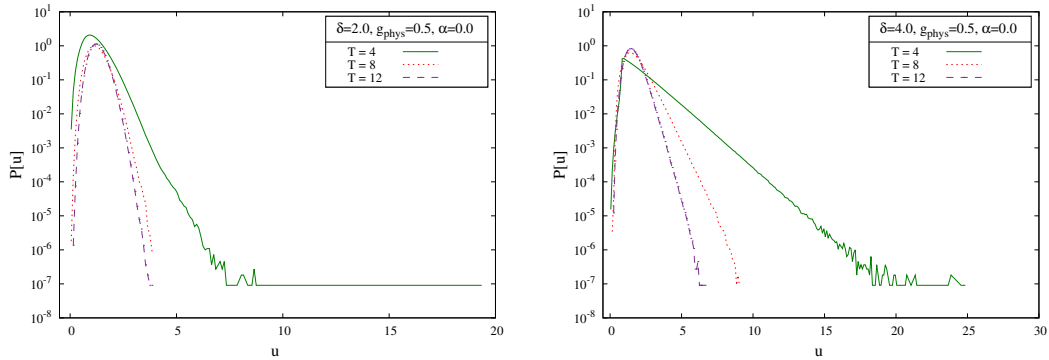 10^1
10^0
10^-1
10^-2
10^-3
10^-4
10^-5
10^-6
10^-7
10^-8
P[u]
0 5 10 15 20
u
δ=2.0, g_phys=0.5, α=0.0
T = 4
T = 8
T = 12
10^1
10^0
10^-1
10^-2
10^-3
10^-4
10^-5
10^-6
10^-7
10^-8
P[u]
0 5 10 15 20 25 30
u
δ=4.0, g_phys=0.5, α=0.0
T = 4
T = 8
T = 12